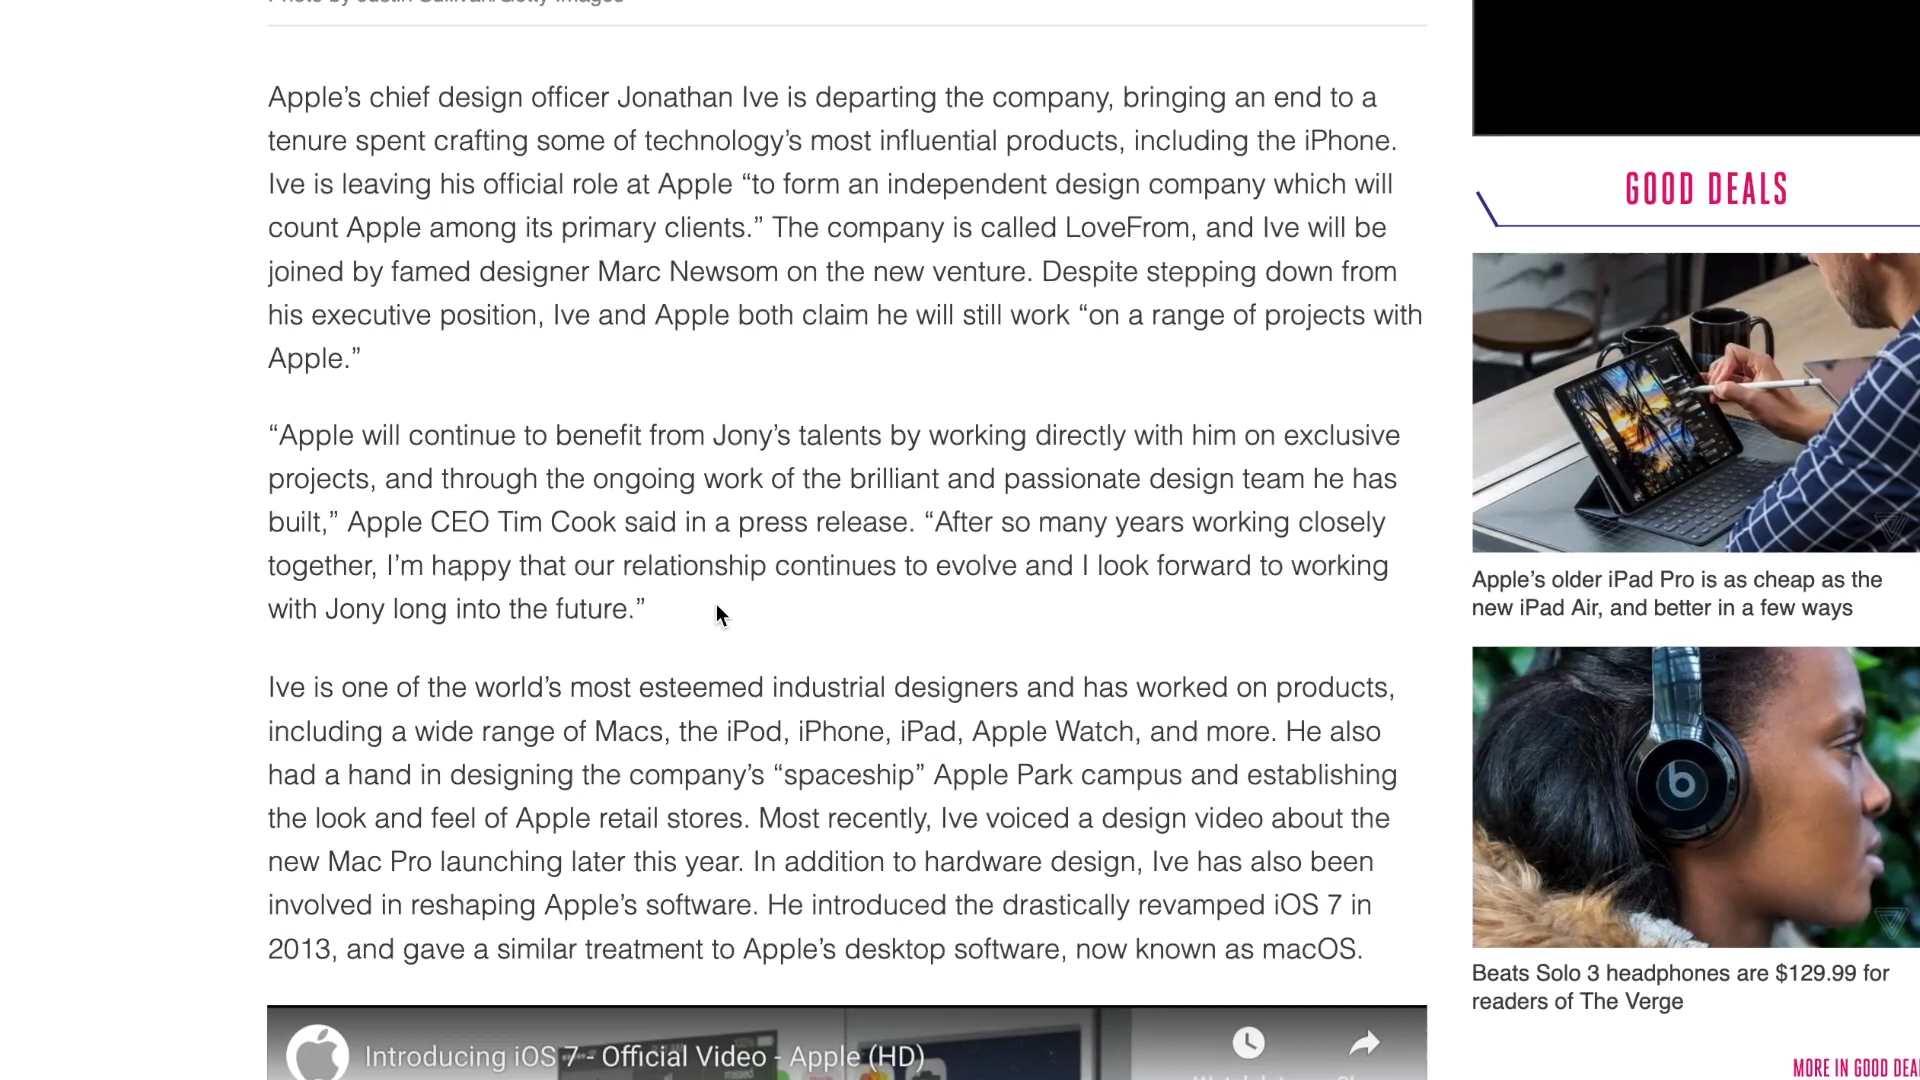 Apple’s chief design officer Jonathan Ive is departing the company, bringing an end to a
tenure spent crafting some of technology’s most influential products, including the iPhone.
Ive is leaving his official role at Apple “to form an independent design company which will
count Apple among its primary clients.” The company is called LoveFrom, and Ive will be
joined by famed designer Marc Newsom on the new venture. Despite stepping down from
his executive position, Ive and Apple both claim he will still work “on a range of projects with
Apple.”
“Apple will continue to benefit from Jony’s talents by working directly with him on exclusive
projects, and through the ongoing work of the brilliant and passionate design team he has
built,” Apple CEO Tim Cook said in a press release. “After so many years working closely
together, I’m happy that our relationship continues to evolve and I look forward to working
with Jony long into the future.”
Ive is one of the world’s most esteemed industrial designers and has worked on products,
including a wide range of Macs, the iPod, iPhone, iPad, Apple Watch, and more. He also
had a hand in designing the company’s “spaceship” Apple Park campus and establishing
the look and feel of Apple retail stores. Most recently, Ive voiced a design video about the
new Mac Pro launching later this year. In addition to hardware design, Ive has also been
involved in reshaping Apple’s software. He introduced the drastically revamped iOS 7 in
2013, and gave a similar treatment to Apple’s desktop software, now known as macOS.
Introducing iOS 7 - Official Video - Apple (HD)
GOOD DEALS
Apple’s older iPad Pro is as cheap as the
new iPad Air, and better in a few ways
b
Beats Solo 3 headphones are $129.99 for
readers of The Verge
MORE IN GOOD DEA